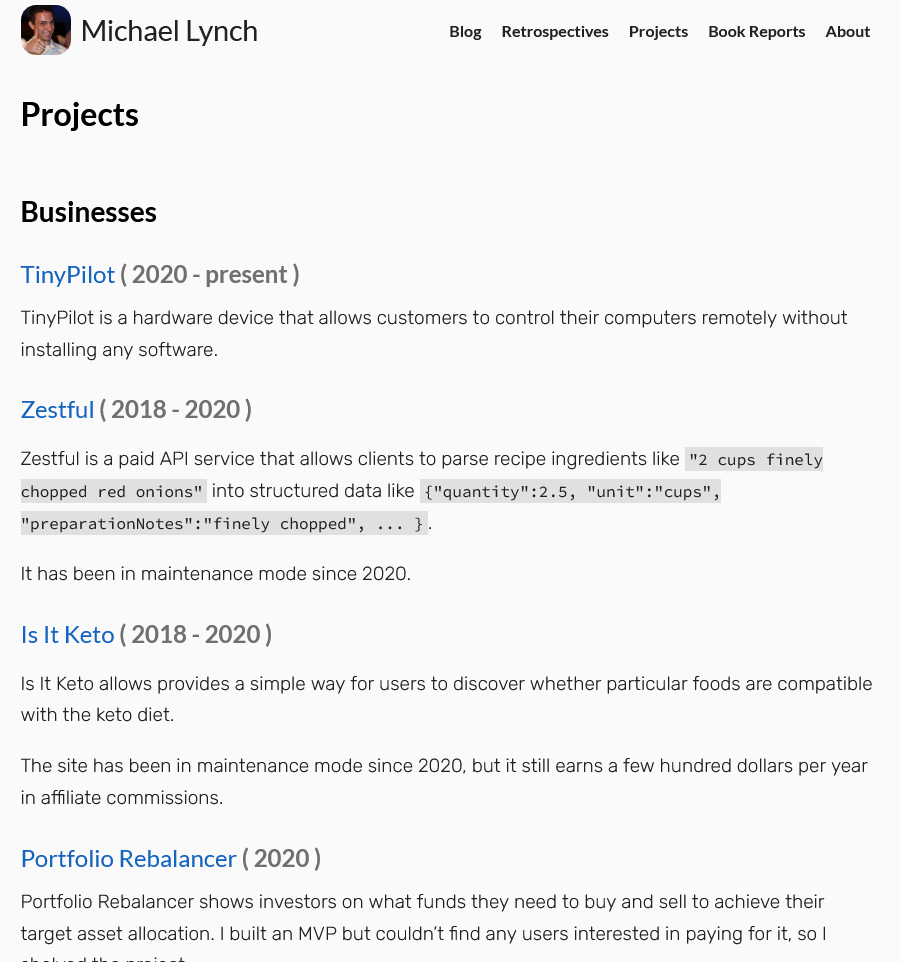 Michael Lynch
Blog Retrospectives Projects Book Reports About
Projects
Businesses
TinyPilot ( 2020 - present )
TinyPilot is a hardware device that allows customers to control their computers remotely without
installing any software.
Zestful ( 2018 - 2020 )
Zestful is a paid API service that allows clients to parse recipe ingredients like "2 cups finely
chopped red onions" into structured data like {"quantity":2.5, "unit":"cups",
"preparationNotes":"finely chopped", ... }.
It has been in maintenance mode since 2020.
Is It Keto ( 2018 - 2020 )
Is It Keto allows provides a simple way for users to discover whether particular foods are compatible
with the keto diet.
The site has been in maintenance mode since 2020, but it still earns a few hundred dollars per year
in affiliate commissions.
Portfolio Rebalancer ( 2020 )
Portfolio Rebalancer shows investors on what funds they need to buy and sell to achieve their
target asset allocation. I built an MVP but couldn't find any users interested in paying for it, so I
shelved the project.